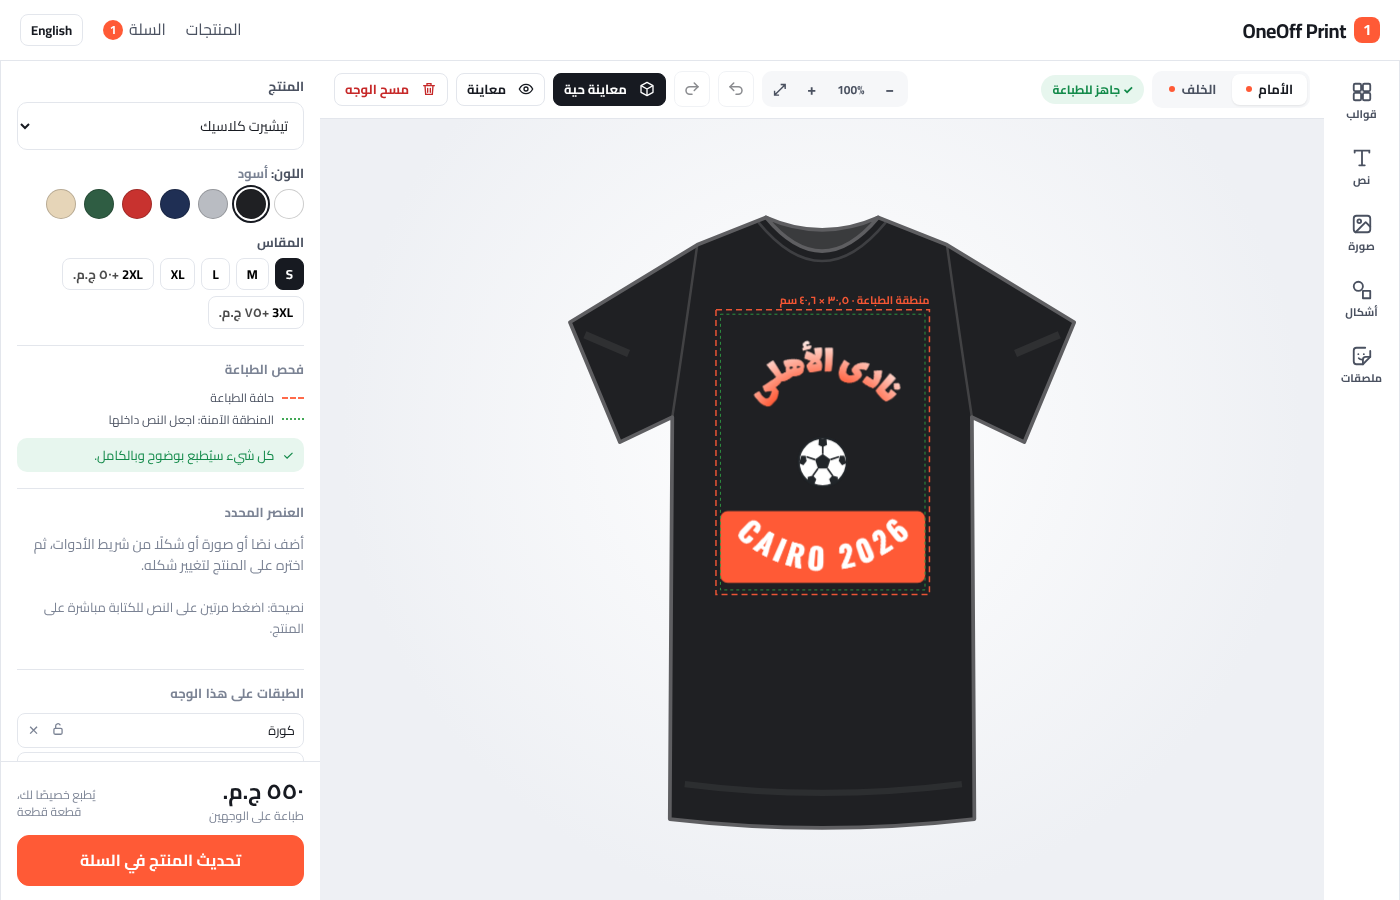 1 OneOff Print
المنتجات
السلة 1
English
قوالب
نص
صورة
أشكال
ملصقات
الأمام
الخلف
✓ جاهز للطباعة
− 100% +
معاينة حية
معاينة
مسح الوجه
منطقة الطباعة · ٣٠٫٥ × ٤٠٫٦ سم
نادى الأهلى
CAIRO 2026
المنتج
تيشيرت كلاسيك
اللون: أسود
المقاس
S
M
L
XL
2XL +٥٠ ج.م.
3XL +٧٥ ج.م.
فحص الطباعة
حافة الطباعة
المنطقة الآمنة: اجعل النص داخلها
✓ كل شيء سيُطبع بوضوح وبالكامل.
العنصر المحدد
أضف نصًا أو صورة أو شكلًا من شريط الأدوات، ثم
اختره على المنتج لتغيير شكله.
نصيحة: اضغط مرتين على النص للكتابة مباشرة على
المنتج.
الطبقات على هذا الوجه
كورة
٥٥٠ ج.م.
طباعة على الوجهين
يُطبع خصيصًا لك،
قطعة قطعة
تحديث المنتج في السلة